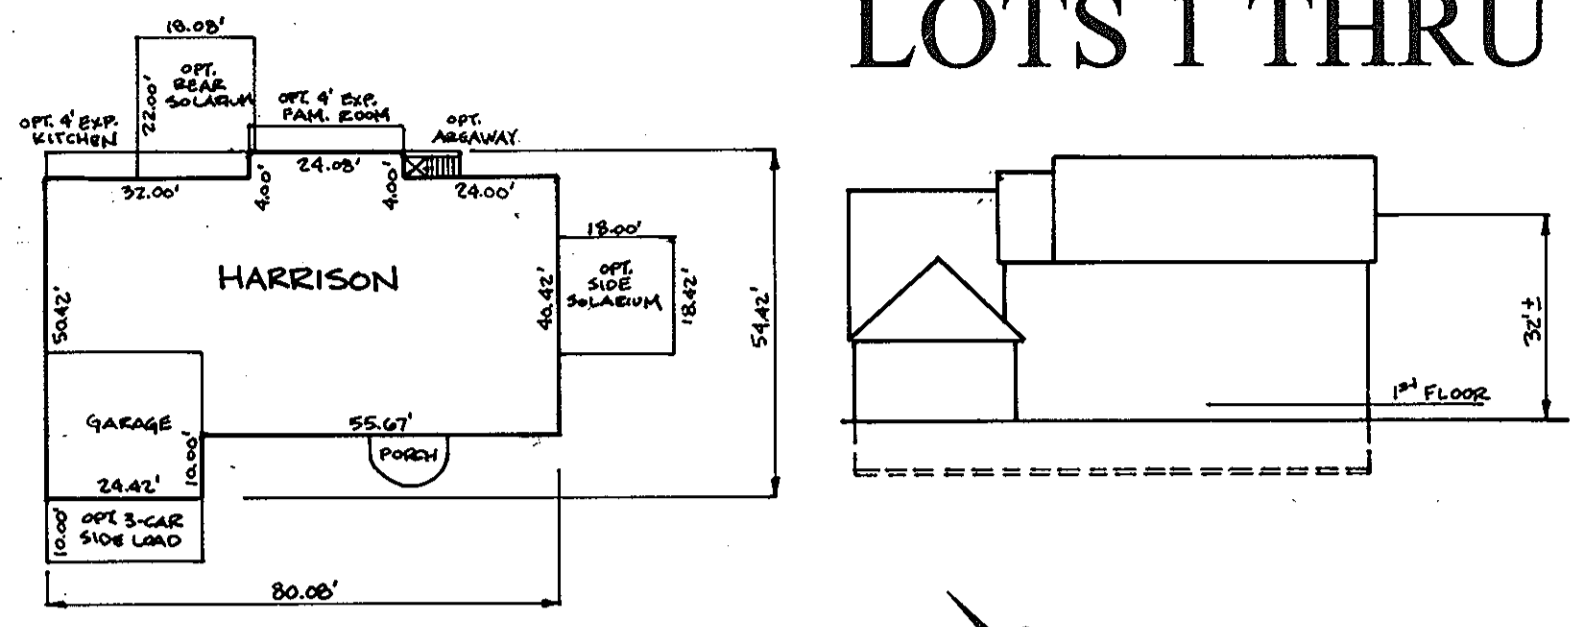 LOTS 1 THRU
18.08'
OPT.
REAR
SOLARIUM
22.00'
OPT. 4' EXP.
KITCHEN
OPT. 4' EXP.
FAM. ROOM
OPT.
AREAWAY
32.00'
4.00'
24.08'
4.00'
24.00'
HARRISON
50.42'
40.42'
18.00'
OPT.
SIDE
SOLARIUM
18.42'
54.42'
GARAGE
10.00'
55.67'
PORCH
24.42'
10.00'
OPT. 3-CAR
SIDE LOAD
80.08'
32'±
1st FLOOR